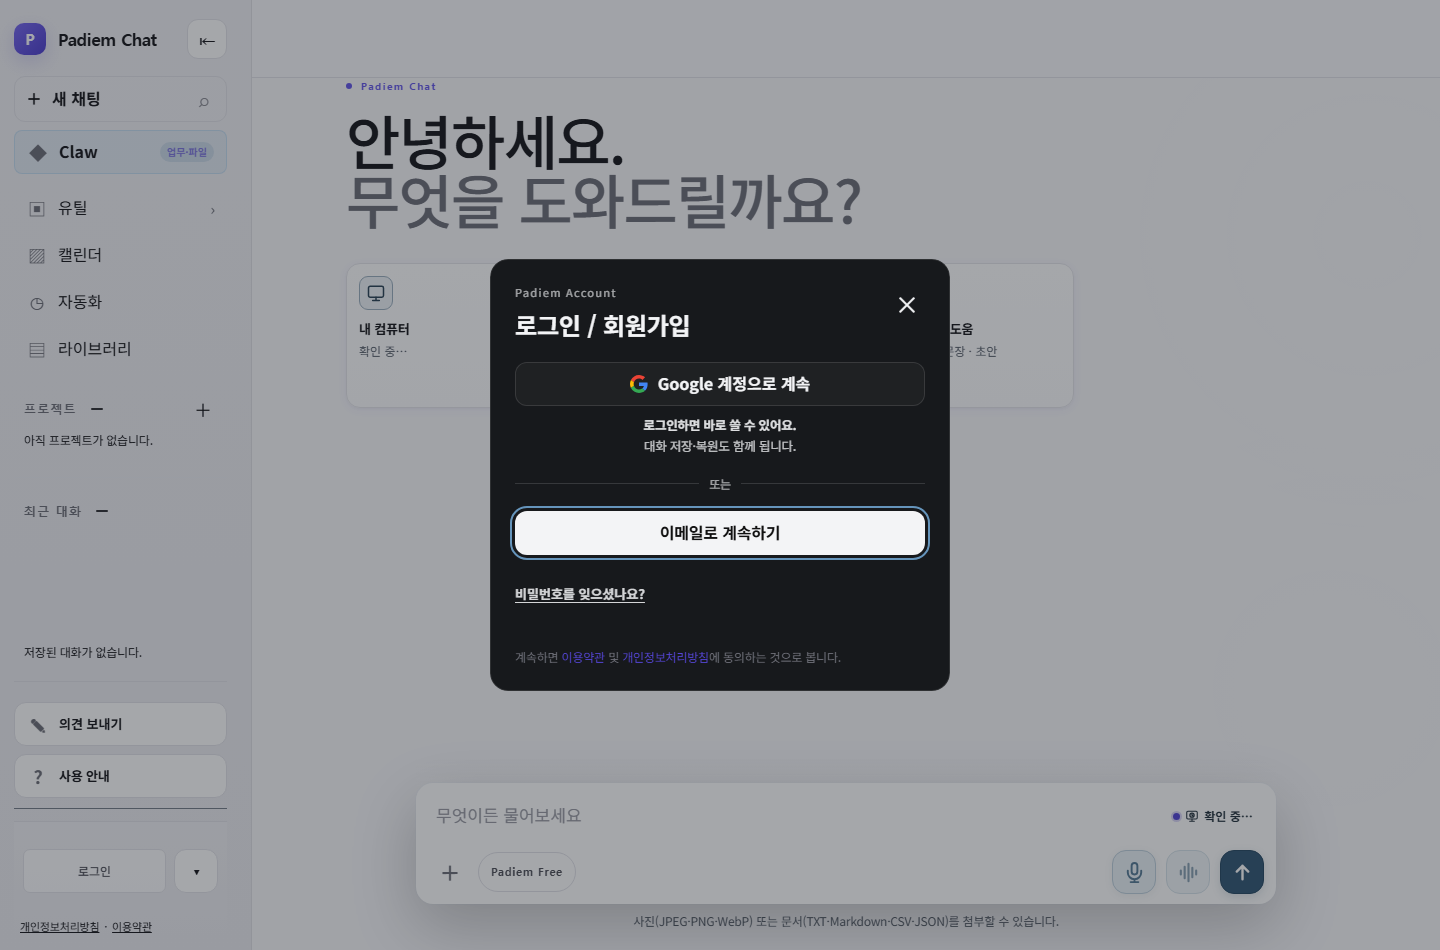 P Padiem Chat
+ 새 채팅
Claw 업무·파일
유틸
캘린더
자동화
라이브러리
프로젝트
아직 프로젝트가 없습니다.
최근 대화
저장된 대화가 없습니다.
의견 보내기
? 사용 안내
로그인
개인정보처리방침 · 이용약관
Padiem Chat
안녕하세요.
무엇을 도와드릴까요?
내 컴퓨터
확인 중…
도움
· 초안
Padiem Account
로그인 / 회원가입
Google 계정으로 계속
로그인하면 바로 쓸 수 있어요.
대화 저장·복원도 함께 됩니다.
또는
이메일로 계속하기
비밀번호를 잊으셨나요?
계속하면 이용약관 및 개인정보처리방침에 동의하는 것으로 봅니다.
무엇이든 물어보세요
확인 중…
Padiem Free
사진(JPEG·PNG·WebP) 또는 문서(TXT·Markdown·CSV·JSON)를 첨부할 수 있습니다.